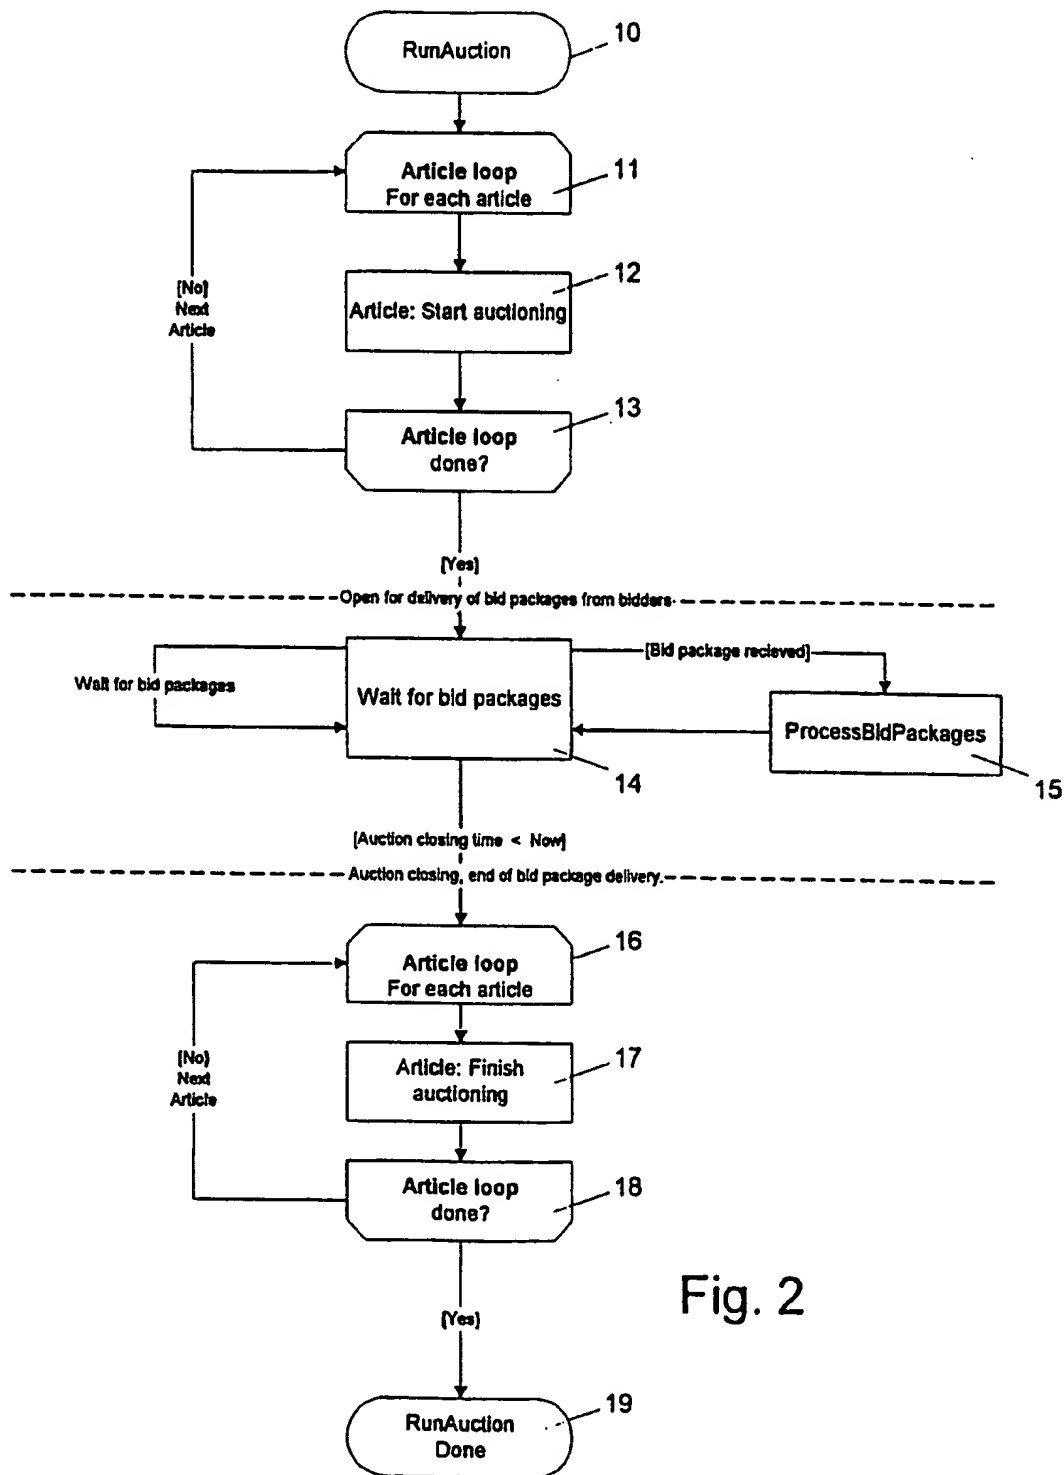 RunAuction
10
Article loop
For each article
11
Article: Start auctioning
12
[No]
Next
Article
Article loop
done?
13
[Yes]
Open for delivery of bid packages from bidders
Wait for bid packages
Wait for bid packages
14
[Bid package recieved]
ProcessBidPackages
15
[Auction closing time < Now]
Auction closing, end of bid package delivery.
Article loop
For each article
16
Article: Finish
auctioning
17
[No]
Next
Article
Article loop
done?
18
[Yes]
Fig. 2
RunAuction
Done
19